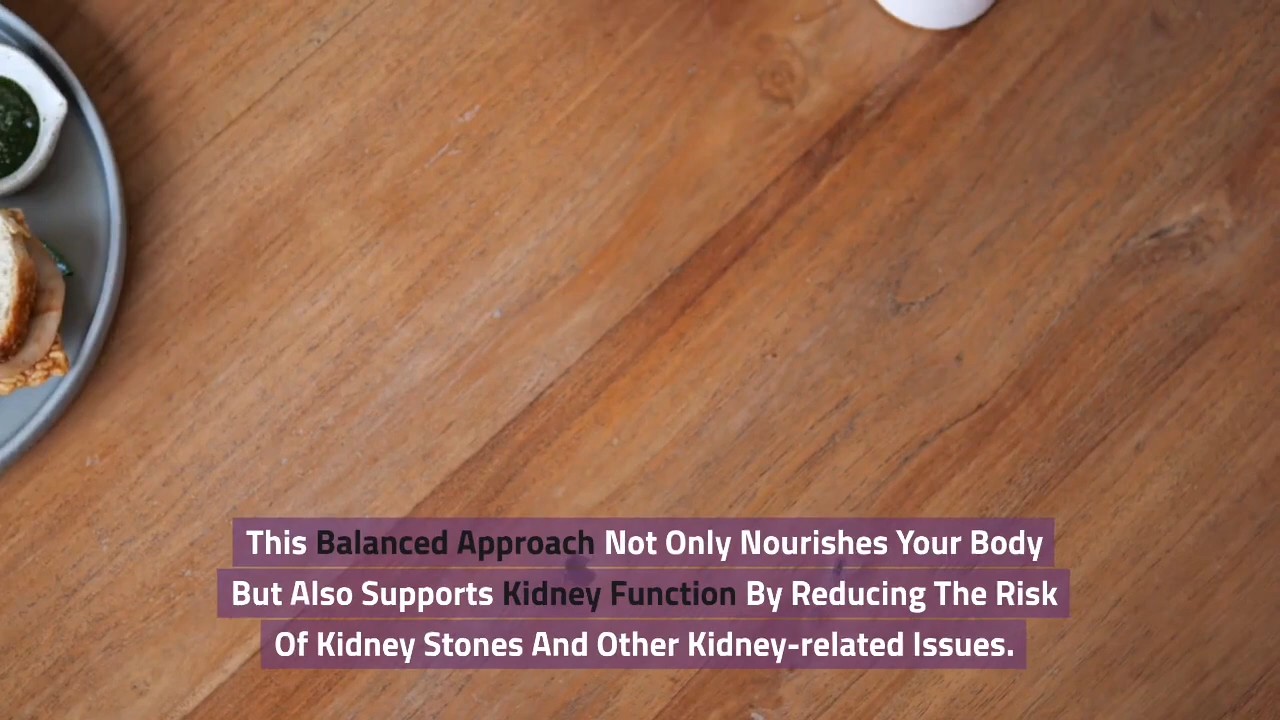 This Balanced Approach Not Only Nourishes Your Body
But Also Supports Kidney Function By Reducing The Risk
Of Kidney Stones And Other Kidney-related Issues.